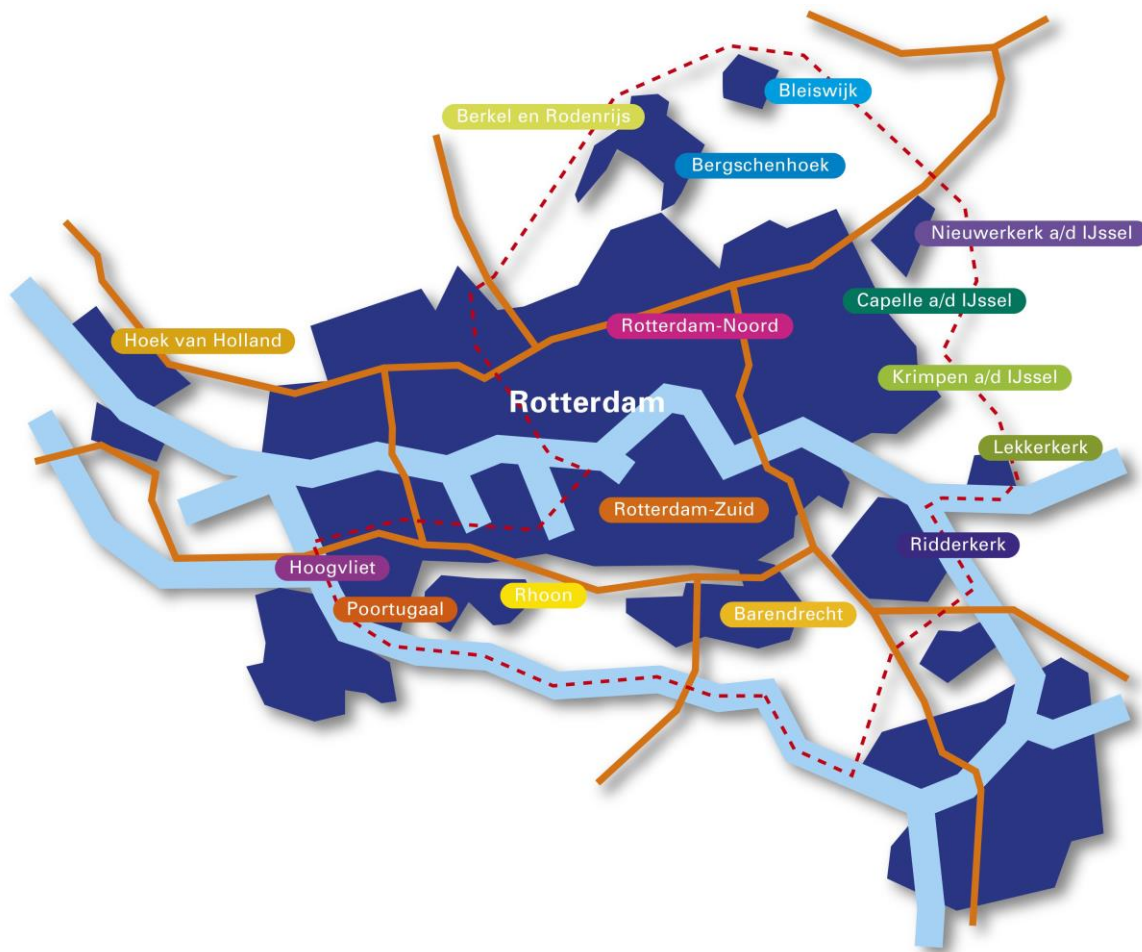 Bleiswijk
Berkel en Rodenrijs
Bergschenhoek
Nieuwerkerk a/d IJssel
Capelle a/d IJssel
Rotterdam-Noord
Hoek van Holland
Krimpen a/d IJssel
Rotterdam
Lekkerkerk
Rotterdam-Zuid
Ridderkerk
Hoogvliet
Rhoon
Poortugaal
Barendrecht